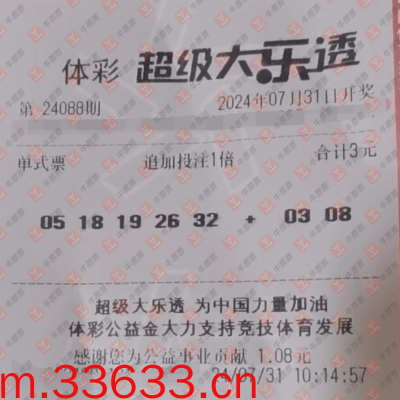 体彩 超级大乐透
第 24088期 2024年07月31日开奖
单式票 追加投注1倍 合计3元
05 18 19 26 32 + 03 08
超级大乐透 为中国力量加油
体彩公益金大力支持竞技体育发展
感谢您为公益事业贡献 1.08元
24/07/31 10:14:57
m.33633.cn